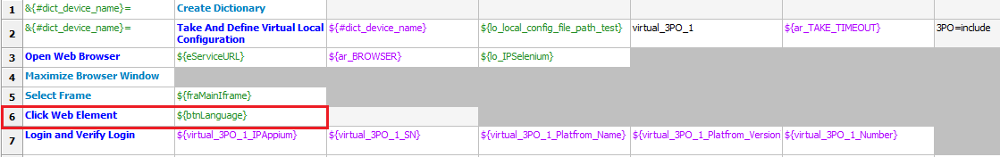 1 &{#dict_device_name}= Create Dictionary
2 &{#dict_device_name}= Take And Define Virtual Local Configuration ${#dict_device_name} ${lo_local_config_file_path_test} virtual_3PO_1 ${ar_TAKE_TIMEOUT} 3PO=include
3 Open Web Browser ${eServiceURL} ${ar_BROWSER} ${lo_IPSelenium}
4 Maximize Browser Window
5 Select Frame ${fraMainIframe}
6 Click Web Element ${btnLanguage}
7 Login and Verify Login ${virtual_3PO_1_IPAppium} ${virtual_3PO_1_SN} ${virtual_3PO_1_Platfrom_Name} ${virtual_3PO_1_Platfrom_Version ${virtual_3PO_1_Number}